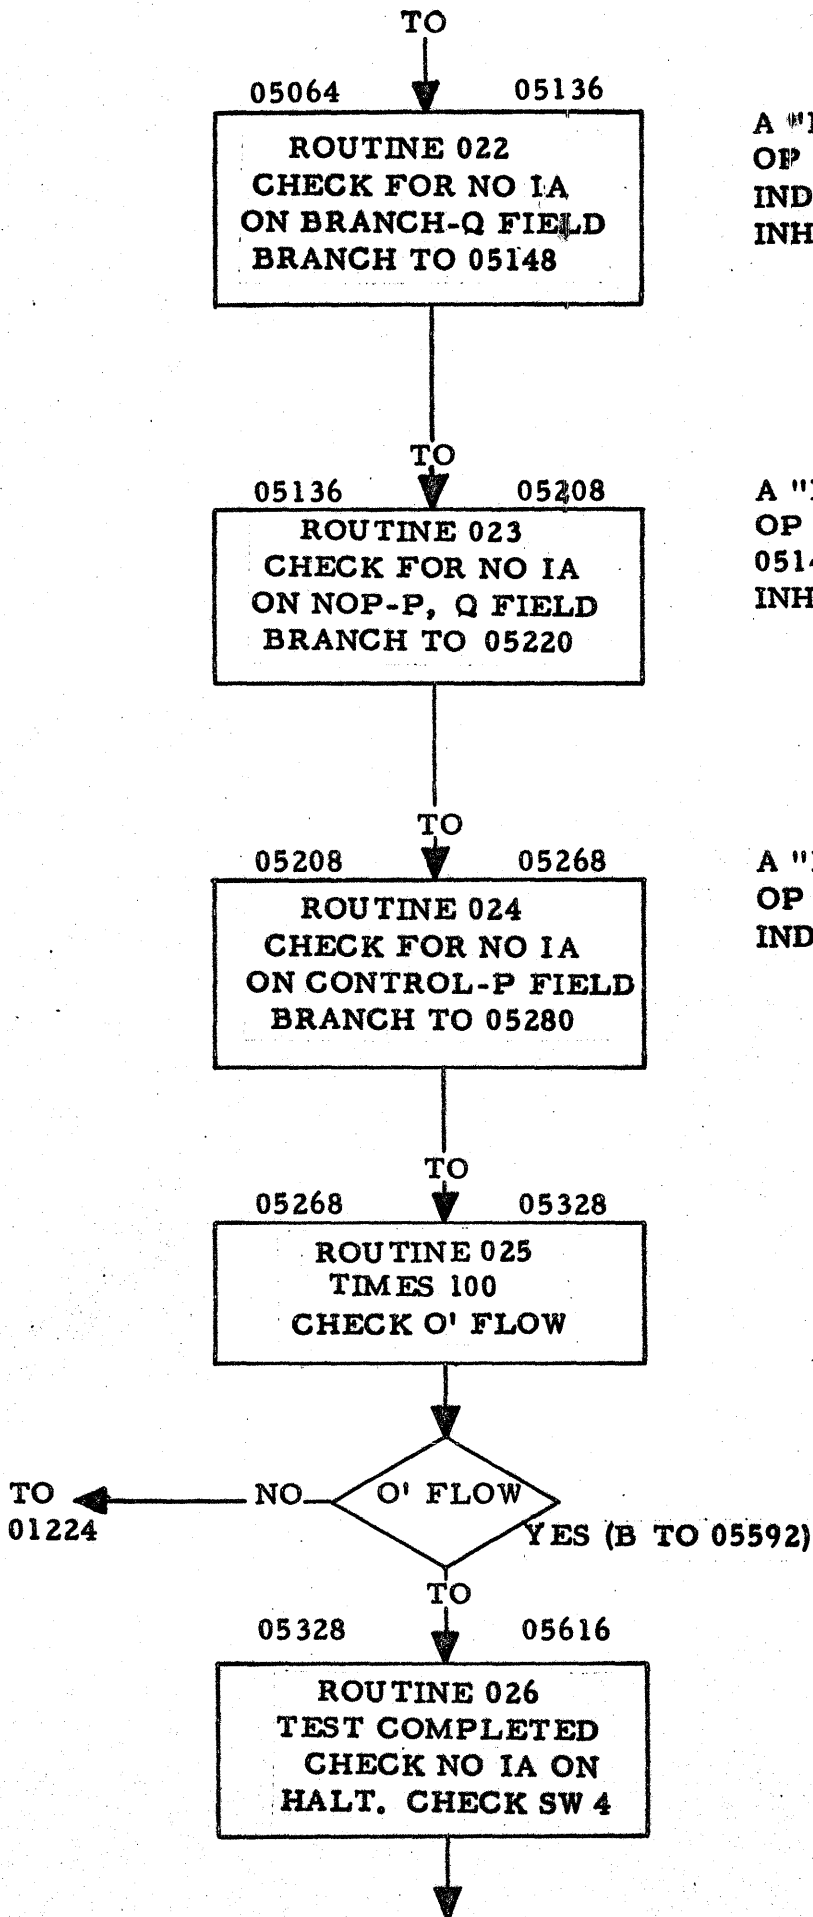 TO
05064 05136
ROUTINE 022
CHECK FOR NO IA
ON BRANCH-Q FIELD
BRANCH TO 05148
A
OP
IND
INH
TO
05136 05208
ROUTINE 023
CHECK FOR NO IA
ON NOP-P, Q FIELD
BRANCH TO 05220
A
OP
0514
INH
TO
05208 05268
ROUTINE 024
CHECK FOR NO IA
ON CONTROL-P FIELD
BRANCH TO 05280
A
OP
IND
TO
05268 05328
ROUTINE 025
TIMES 100
CHECK O' FLOW
TO NO O' FLOW
01224 YES (B TO 05592)
TO
05328 05616
ROUTINE 026
TEST COMPLETED
CHECK NO IA ON
HALT. CHECK SW 4